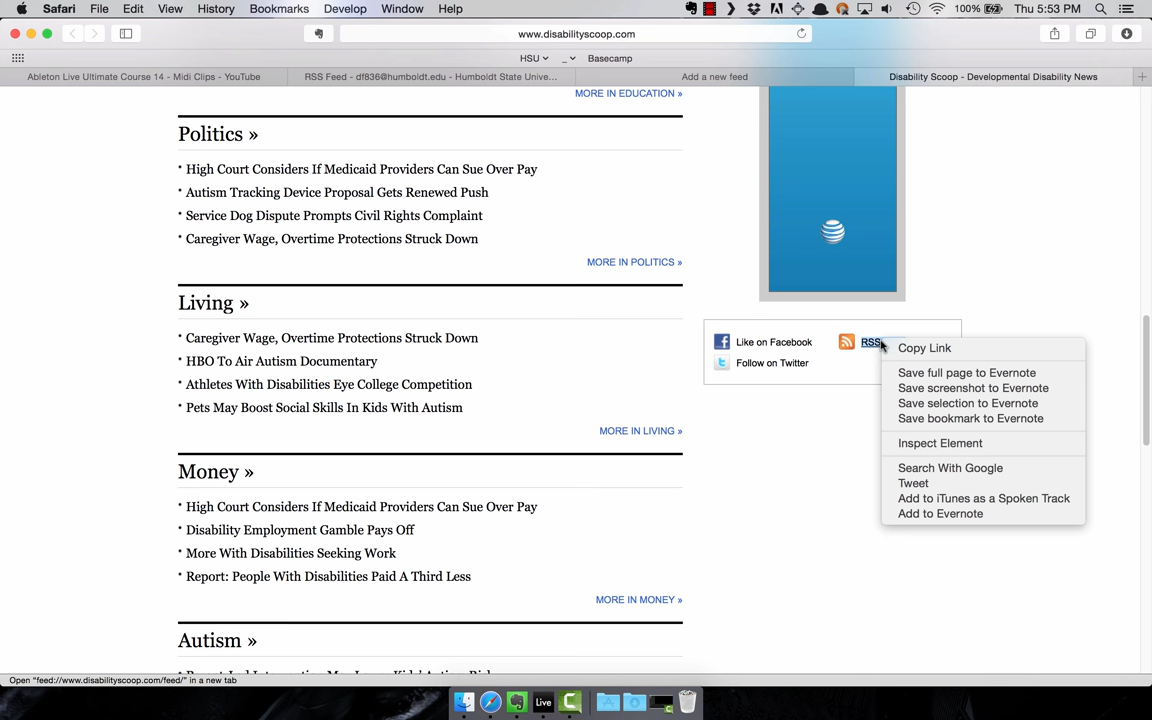 Safari File Edit View History Bookmarks Develop Window Help 100% Thu 5:53 PM
www.disabilityscoop.com
HSU Basecamp
Ableton Live Ultimate Course 14 - Midi Clips - YouTube RSS Feed - df836@humboldt.edu - Humboldt State Unive... Add a new feed Disability Scoop - Developmental Disability News
MORE IN EDUCATION »
Politics »
• High Court Considers If Medicaid Providers Can Sue Over Pay
• Autism Tracking Device Proposal Gets Renewed Push
• Service Dog Dispute Prompts Civil Rights Complaint
• Caregiver Wage, Overtime Protections Struck Down
MORE IN POLITICS »
Living »
• Caregiver Wage, Overtime Protections Struck Down
• HBO To Air Autism Documentary
• Athletes With Disabilities Eye College Competition
• Pets May Boost Social Skills In Kids With Autism
MORE IN LIVING »
Money »
• High Court Considers If Medicaid Providers Can Sue Over Pay
• Disability Employment Gamble Pays Off
• More With Disabilities Seeking Work
• Report: People With Disabilities Paid A Third Less
MORE IN MONEY »
Autism »
Like on Facebook RSS
Follow on Twitter
Copy Link
Save full page to Evernote
Save screenshot to Evernote
Save selection to Evernote
Save bookmark to Evernote
Inspect Element
Search With Google
Tweet
Add to iTunes as a Spoken Track
Add to Evernote
Open "feed://www.disabilityscoop.com/feed/" in a new tab
Live